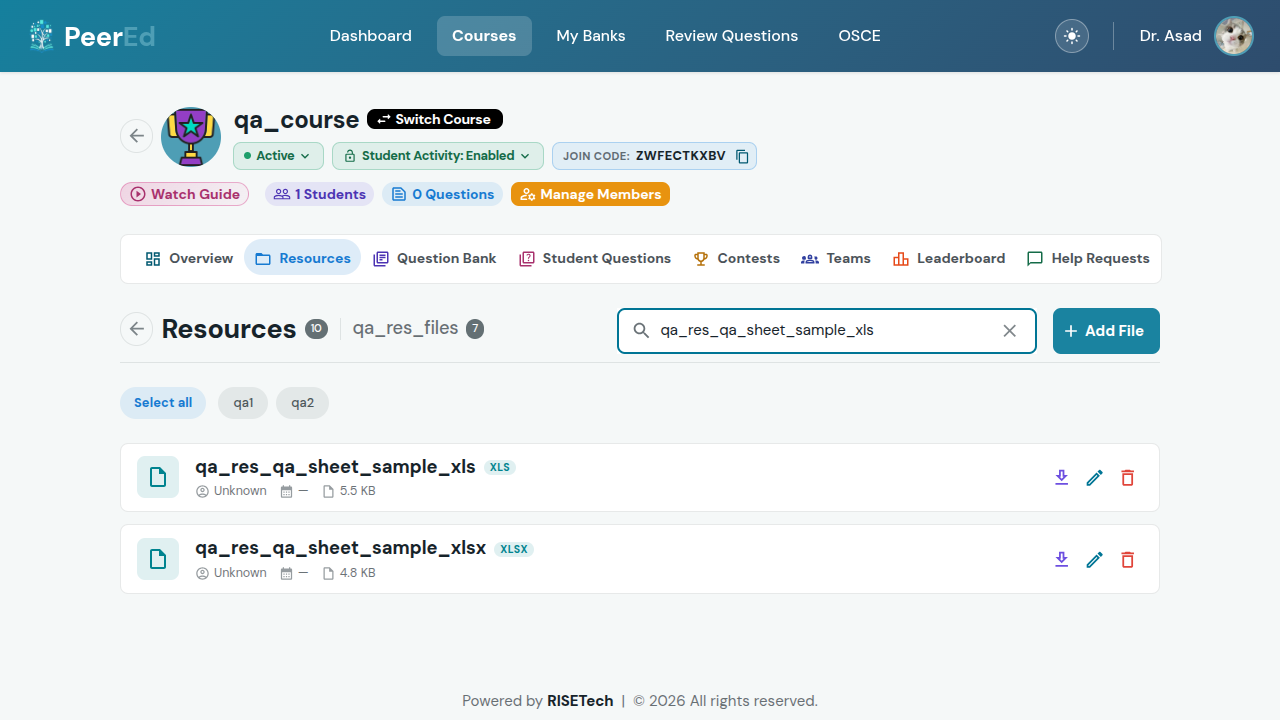 PeerEd
Dashboard Courses My Banks Review Questions OSCE
Dr. Asad
qa_course Switch Course
Active Student Activity: Enabled JOIN CODE: ZWFECTKXBV
Watch Guide 1 Students 0 Questions Manage Members
Overview Resources Question Bank Student Questions Contests Teams Leaderboard Help Requests
Resources 10 qa_res_files 7 qa_res_qa_sheet_sample_xls Add File
Select all qa1 qa2
qa_res_qa_sheet_sample_xls XLS
Unknown — 5.5 KB
qa_res_qa_sheet_sample_xlsx XLSX
Unknown — 4.8 KB
Powered by RISETech | © 2026 All rights reserved.